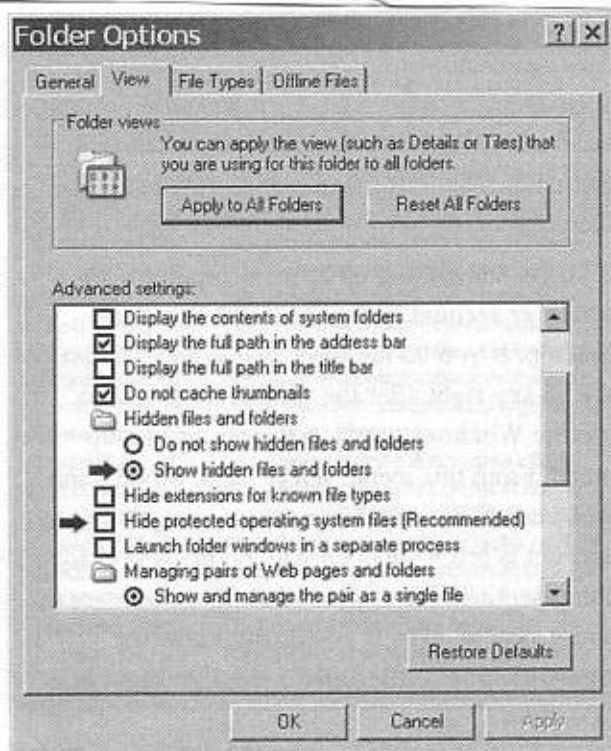 Folder Options
General
View
File Types
Offline Files
Folder views
You can apply the view (such as Details or Tiles) that
you are using for this folder to all folders.
Apply to All Folders
Reset All Folders
Advanced settings:
Display the contents of system folders
Display the full path in the address bar
Display the full path in the title bar
Do not cache thumbnails
Hidden files and folders
Do not show hidden files and folders
Show hidden files and folders
Hide extensions for known file types
Hide protected operating system files (Recommended)
Launch folder windows in a separate process
Managing pairs of Web pages and folders
Show and manage the pair as a single file
Restore Defaults
OK
Cancel
Apply